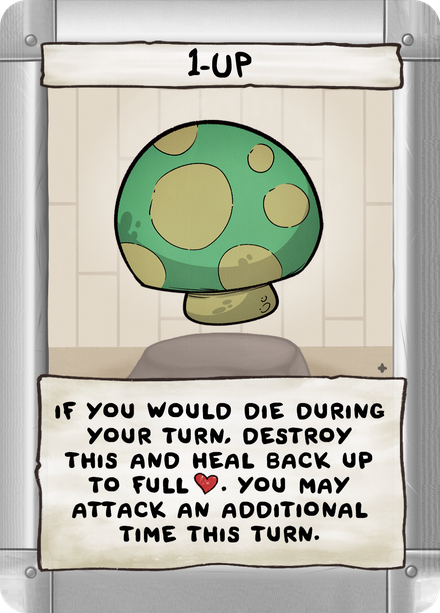 1-UP
IF YOU WOULD DIE DURING
YOUR TURN, DESTROY
THIS AND HEAL BACK UP
TO FULL ❤. YOU MAY
ATTACK AN ADDITIONAL
TIME THIS TURN.